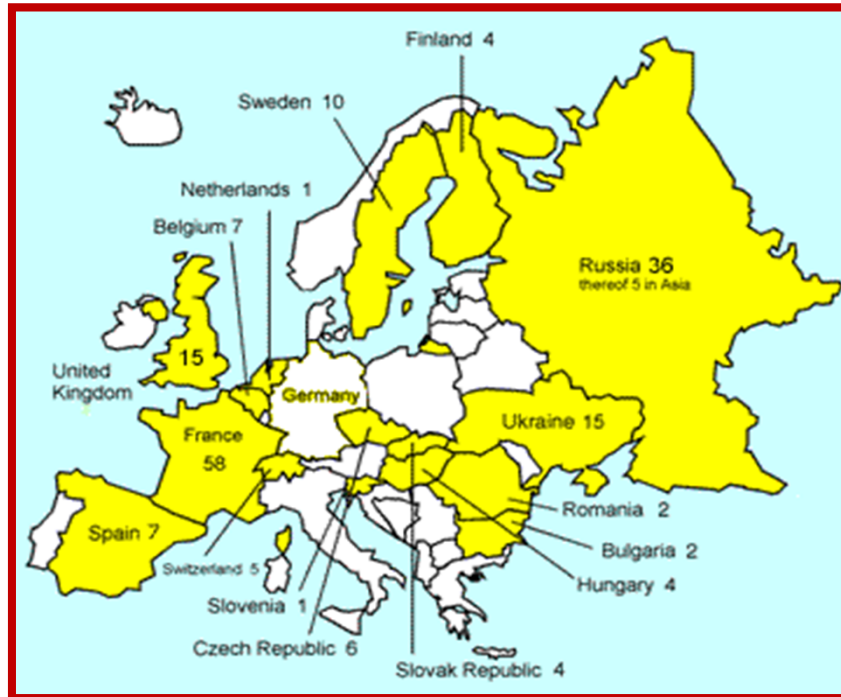 Finland 4
Sweden 10
Netherlands 1
Belgium 7
Russia 36
thereof 5 in Asia
15
United
Kingdom
Germany
Ukraine 15
France
58
Romania 2
Spain 7
Bulgaria 2
Switzerland 5
Hungary 4
Slovenia 1
Czech Republic 6
Slovak Republic 4